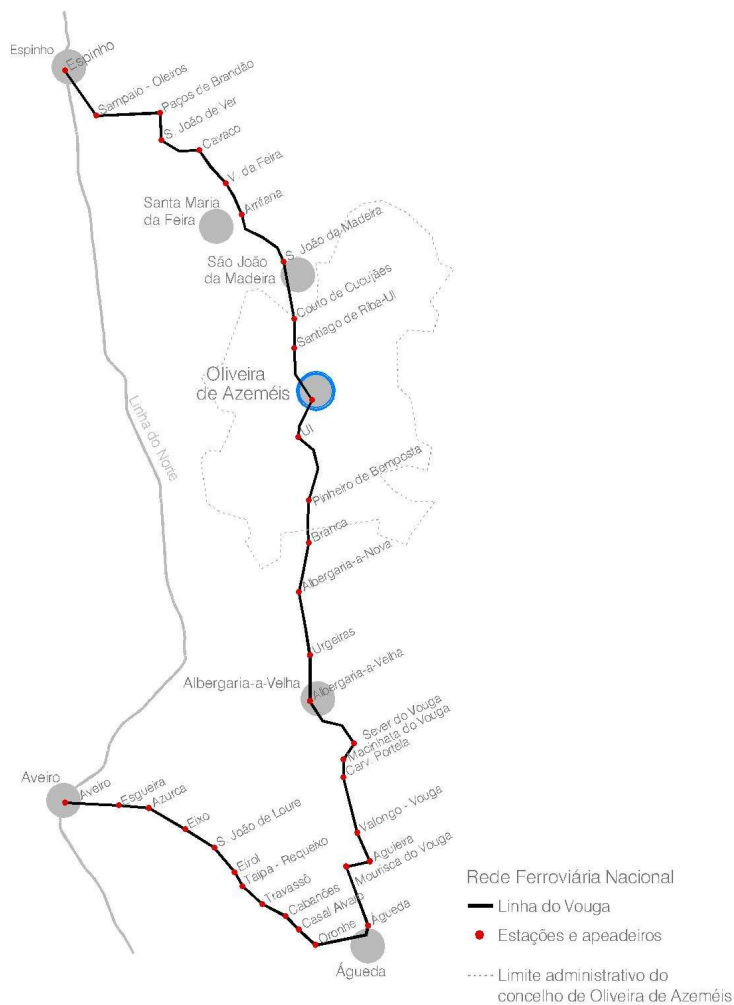 Espinho
Espinho
Sampaio - Oleiros
Paços de Brandão
S. João de Ver
Cavaco
V. da Feira
Arrifana
Santa Maria
da Feira
S. João da Madeira
São João
da Madeira
Couto de Cucujães
Santiago de Riba-Ul
Oliveira
de Azeméis
Linha do Norte
Ul
Pinheiro de Bemposta
Branca
Albergaria-a-Nova
Urgeiras
Albergaria-a-Velha
Albergaria-a-Velha
Sever do Vouga
Macinhata do Vouga
Carv. Portela
Aveiro
Aveiro
Esgueira
Azurca
Eixo
S. João de Loure
Valongo - Vouga
Aguieira
Mourisca do Vouga
Eirol
Taipa - Requeixo
Travassô
Cabanões
Casal Alvaro
Oronhe
Águeda
Águeda
Rede Ferroviária Nacional
Linha do Vouga
Estações e apeadeiros
Limite administrativo do
concelho de Oliveira de Azeméis